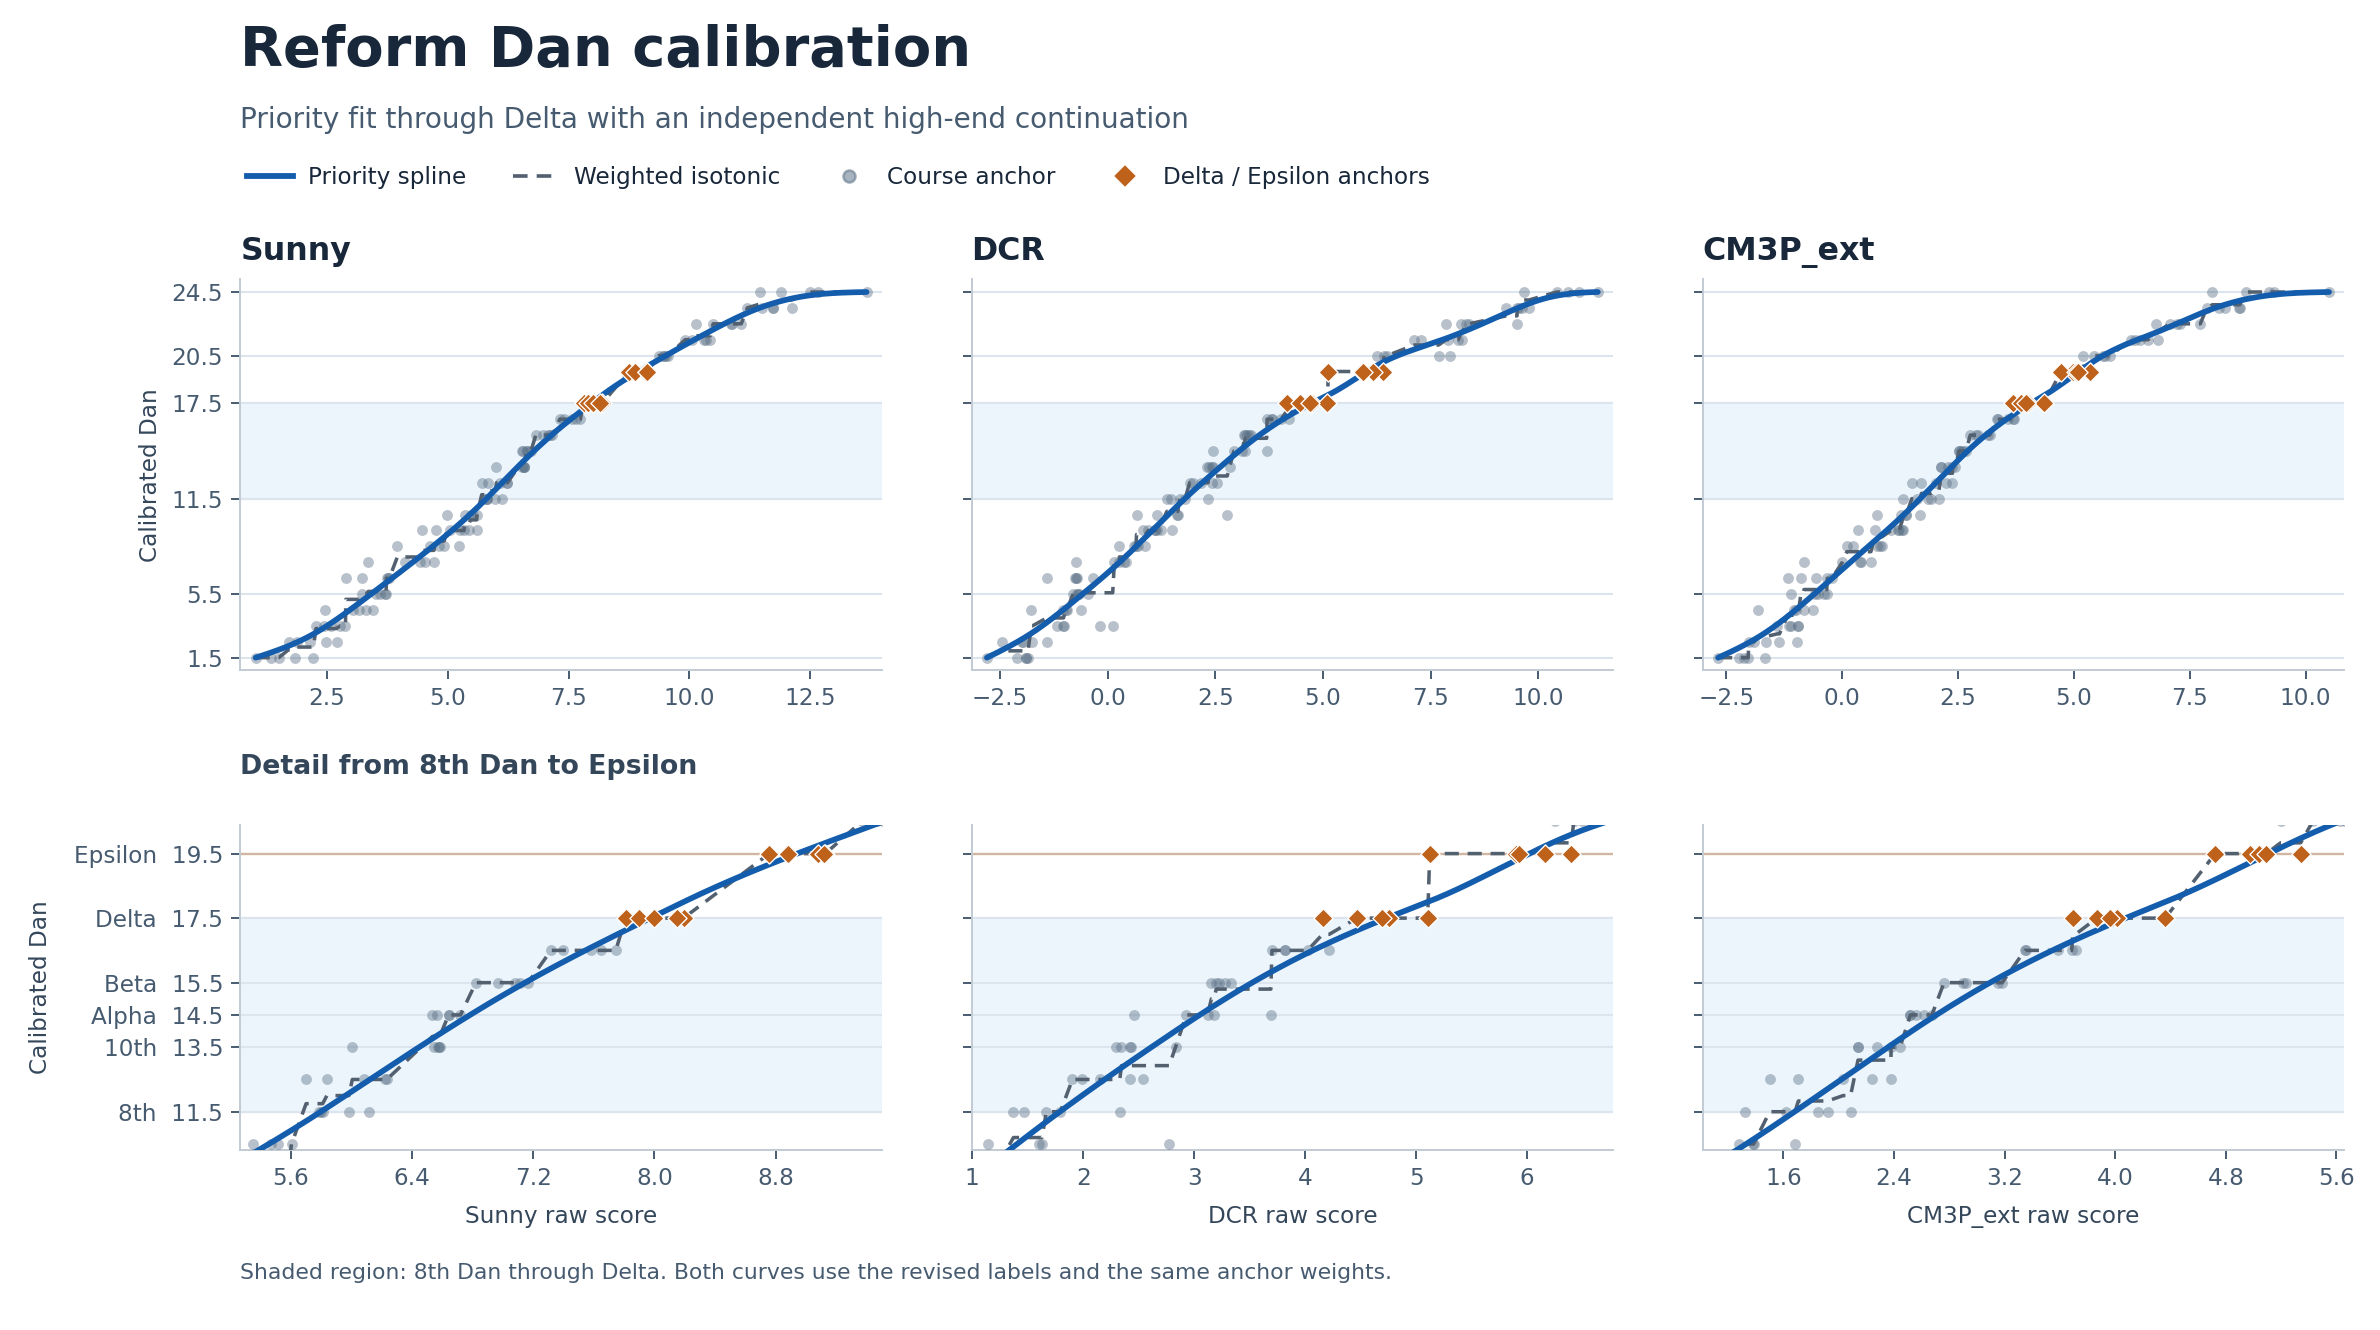 Reform Dan calibration
Priority fit through Delta with an independent high-end continuation
Priority spline
Weighted isotonic
Course anchor
Delta / Epsilon anchors
Sunny
DCR
CM3P_ext
Calibrated Dan
24.5
20.5
17.5
11.5
5.5
1.5
2.5 5.0 7.5 10.0 12.5
−2.5 0.0 2.5 5.0 7.5 10.0
−2.5 0.0 2.5 5.0 7.5 10.0
Detail from 8th Dan to Epsilon
Calibrated Dan
Epsilon 19.5
Delta 17.5
Beta 15.5
Alpha 14.5
10th 13.5
8th 11.5
5.6 6.4 7.2 8.0 8.8
1 2 3 4 5 6
1.6 2.4 3.2 4.0 4.8 5.6
Sunny raw score
DCR raw score
CM3P_ext raw score
Shaded region: 8th Dan through Delta. Both curves use the revised labels and the same anchor weights.